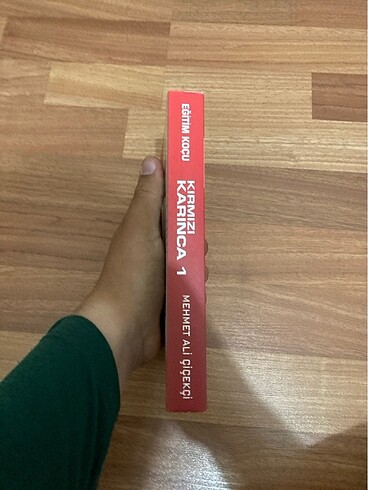 EĞİTİM KOÇU
KIRMIZI
KARINCA 1
MEHMET ALİ ÇİÇEKÇİ